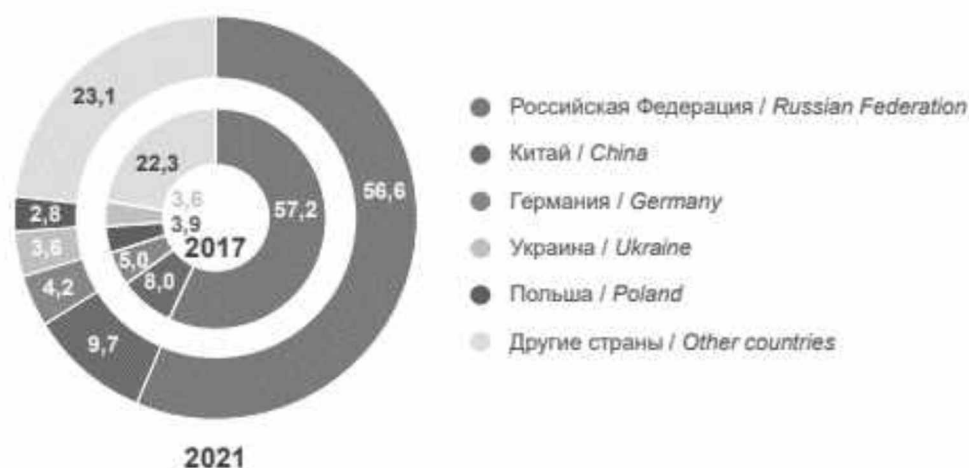 23,1
22,3
56,6
57,2
3,6
2,8
3,9
2017
3,6
5,0
8,0
4,2
9,7
2021
Российская Федерация / Russian Federation
Китай / China
Германия / Germany
Украина / Ukraine
Польша / Poland
Другие страны / Other countries